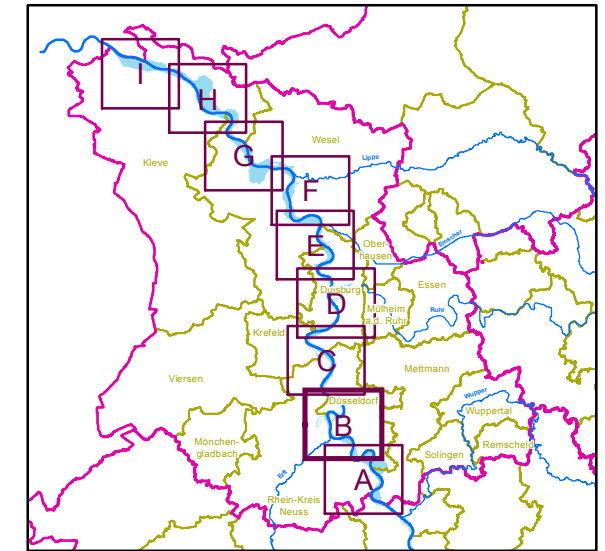 I
H
Wesel
G
Lippe
Kleve
F
E
Ober-
hausen
Emscher
Essen
Duisburg
D
Mülheim
a.d. Ruhr
Ruhr
Krefeld
C
Mettmann
Viersen
Wupper
Düsseldorf
Wuppertal
B
Mönchen-
gladbach
Remscheid
Solingen
Erft
A
Rhein-Kreis
Neuss